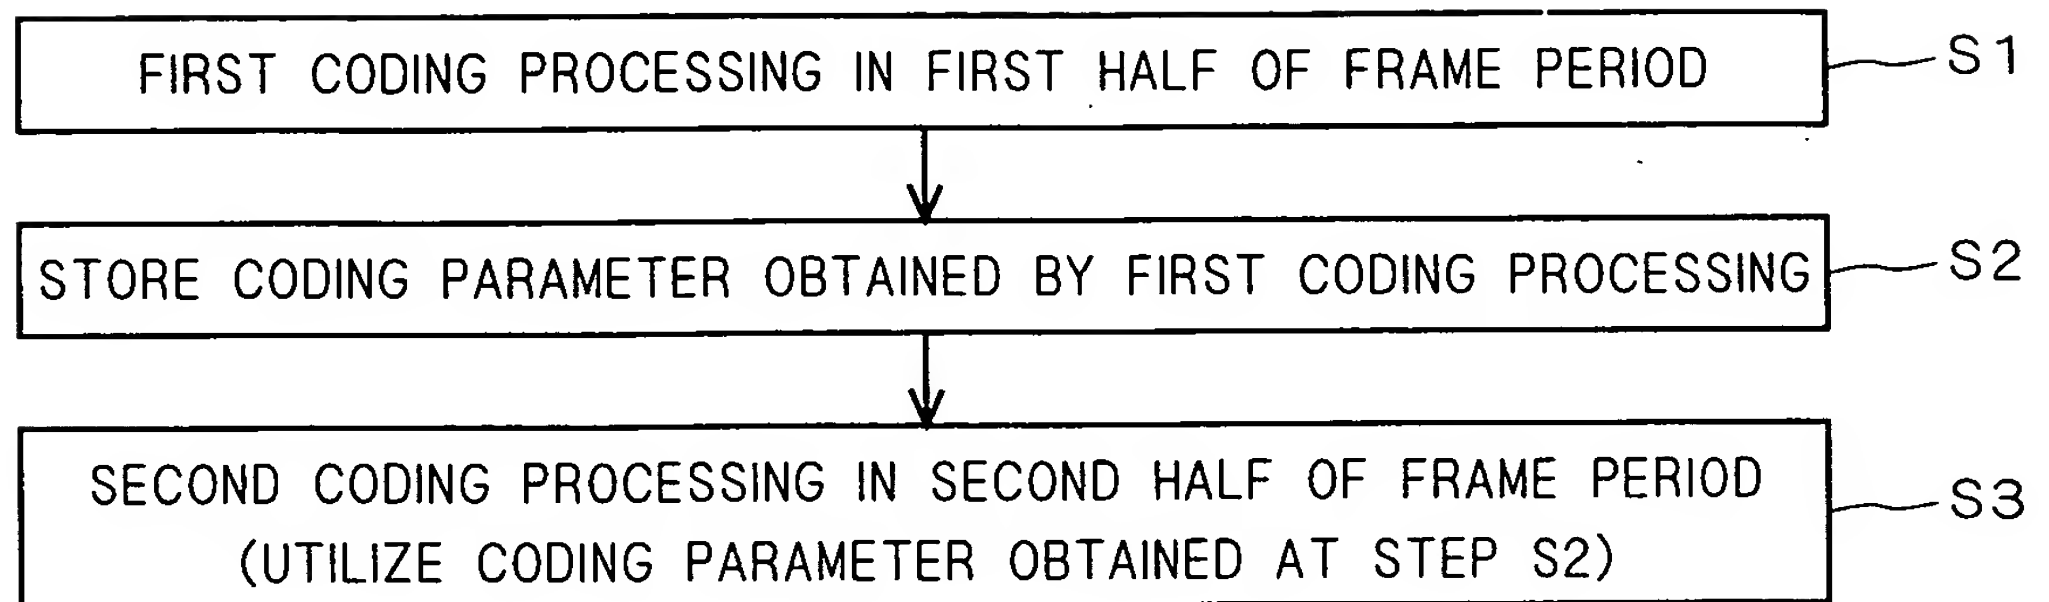 FIRST CODING PROCESSING IN FIRST HALF OF FRAME PERIOD
S1
STORE CODING PARAMETER OBTAINED BY FIRST CODING PROCESSING
S2
SECOND CODING PROCESSING IN SECOND HALF OF FRAME PERIOD
(UTILIZE CODING PARAMETER OBTAINED AT STEP S2)
S3